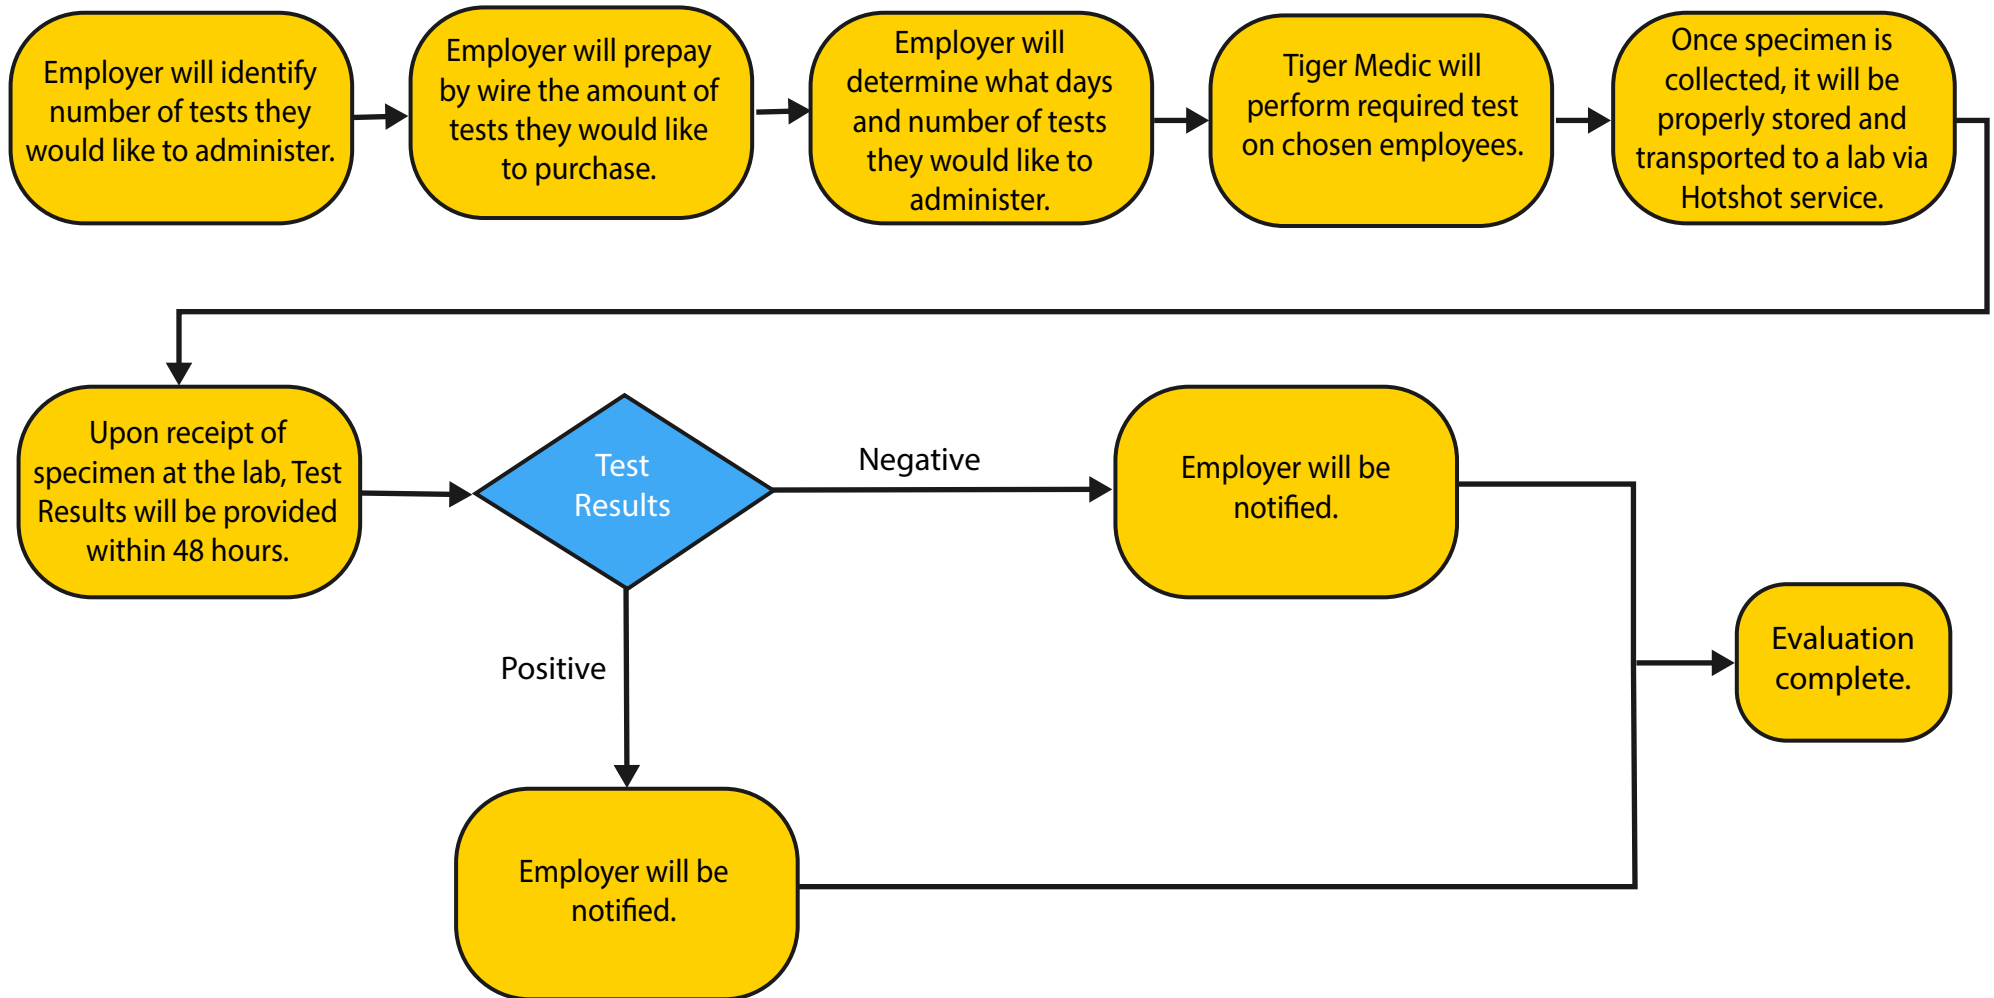 Employer will identify
number of tests they
would like to administer.
Employer will prepay
by wire the amount of
tests they would like
to purchase.
Employer will
determine what days
and number of tests
they would like to
administer.
Tiger Medic will
perform required test
on chosen employees.
Once specimen is
collected, it will be
properly stored and
transported to a lab via
Hotshot service.
Upon receipt of
specimen at the lab, Test
Results will be provided
within 48 hours.
Test
Results
Negative
Employer will be
notified.
Positive
Employer will be
notified.
Evaluation
complete.